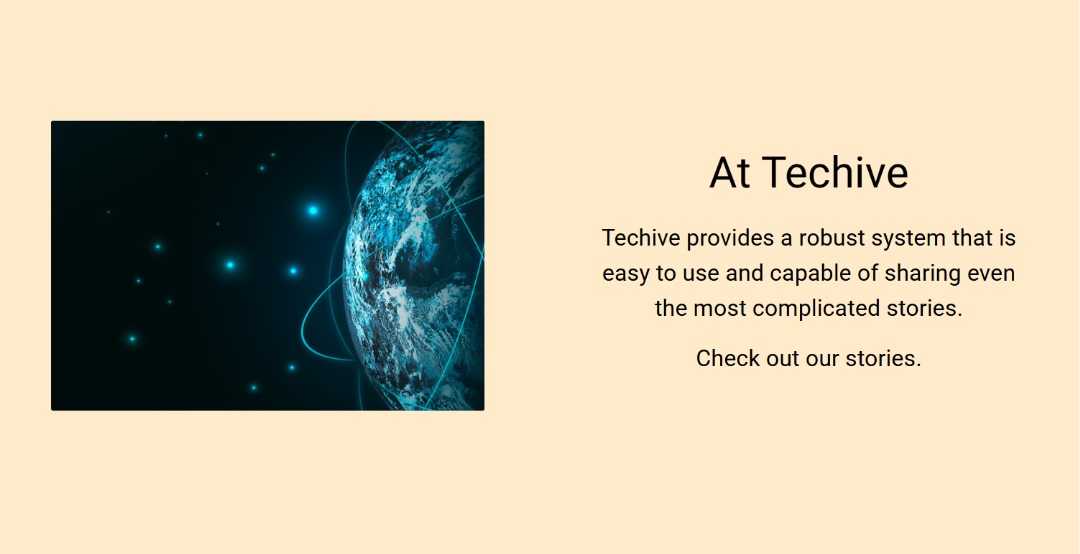 At Techive
Techive provides a robust system that is
easy to use and capable of sharing even
the most complicated stories.
Check out our stories.